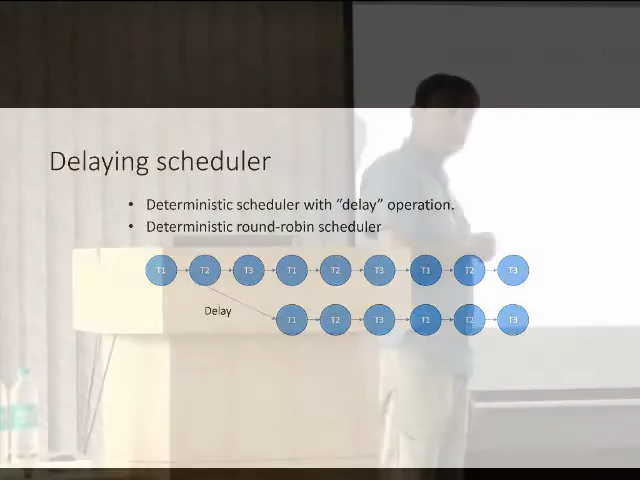 Delaying scheduler
• Deterministic scheduler with "delay" operation.
• Deterministic round-robin scheduler
T1 T2 T3 T1 T2 T3 T1 T2 T3
Delay
T1 T2 T3 T1 T2 T3